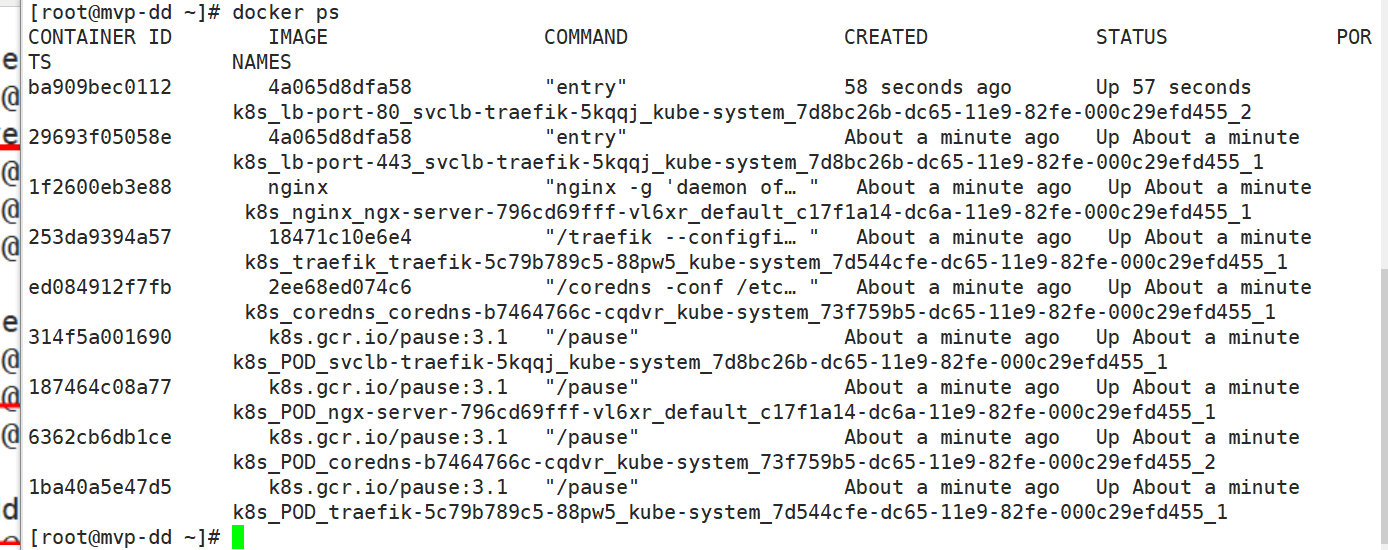 [root@mvp-dd ~]# docker ps
CONTAINER ID        IMAGE                  COMMAND                  CREATED              STATUS              POR
TS               NAMES
ba909bec0112        4a065d8dfa58           "entry"                  58 seconds ago       Up 57 seconds
                 k8s_lb-port-80_svclb-traefik-5kqqj_kube-system_7d8bc26b-dc65-11e9-82fe-000c29efd455_2
29693f05058e        4a065d8dfa58           "entry"                  About a minute ago   Up About a minute
                 k8s_lb-port-443_svclb-traefik-5kqqj_kube-system_7d8bc26b-dc65-11e9-82fe-000c29efd455_1
1f2600eb3e88        nginx                  "nginx -g 'daemon of… "   About a minute ago   Up About a minute
                  k8s_nginx_ngx-server-796cd69fff-vl6xr_default_c17f1a14-dc6a-11e9-82fe-000c29efd455_1
253da9394a57        18471c10e6e4           "/traefik --configfi… "   About a minute ago   Up About a minute
                  k8s_traefik_traefik-5c79b789c5-88pw5_kube-system_7d544cfe-dc65-11e9-82fe-000c29efd455_1
ed084912f7fb        2ee68ed074c6           "/coredns -conf /etc… "   About a minute ago   Up About a minute
                  k8s_coredns_coredns-b7464766c-cqdvr_kube-system_73f759b5-dc65-11e9-82fe-000c29efd455_1
314f5a001690        k8s.gcr.io/pause:3.1   "/pause"                 About a minute ago   Up About a minute
                 k8s_POD_svclb-traefik-5kqqj_kube-system_7d8bc26b-dc65-11e9-82fe-000c29efd455_1
187464c08a77        k8s.gcr.io/pause:3.1   "/pause"                 About a minute ago   Up About a minute
                 k8s_POD_ngx-server-796cd69fff-vl6xr_default_c17f1a14-dc6a-11e9-82fe-000c29efd455_1
6362cb6db1ce        k8s.gcr.io/pause:3.1   "/pause"                 About a minute ago   Up About a minute
                 k8s_POD_coredns-b7464766c-cqdvr_kube-system_73f759b5-dc65-11e9-82fe-000c29efd455_2
1ba40a5e47d5        k8s.gcr.io/pause:3.1   "/pause"                 About a minute ago   Up About a minute
                 k8s_POD_traefik-5c79b789c5-88pw5_kube-system_7d544cfe-dc65-11e9-82fe-000c29efd455_1
[root@mvp-dd ~]#